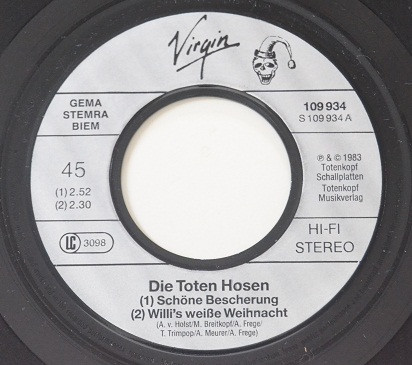 Virgin
GEMA
STEMRA
BIEM
109 934
S 109 934 A
45
(1) 2.52
(2) 2.30
℗ & © 1983
Totenkopf
Schallplatten
Totenkopf
Musikverlag
LC 3098
HI-FI
STEREO
Die Toten Hosen
(1) Schöne Bescherung
(2) Willi's weiße Weihnacht
(A. v. Holst/M. Breitkopf/A. Frege/
T. Trimpop/A. Meurer/A. Frege)